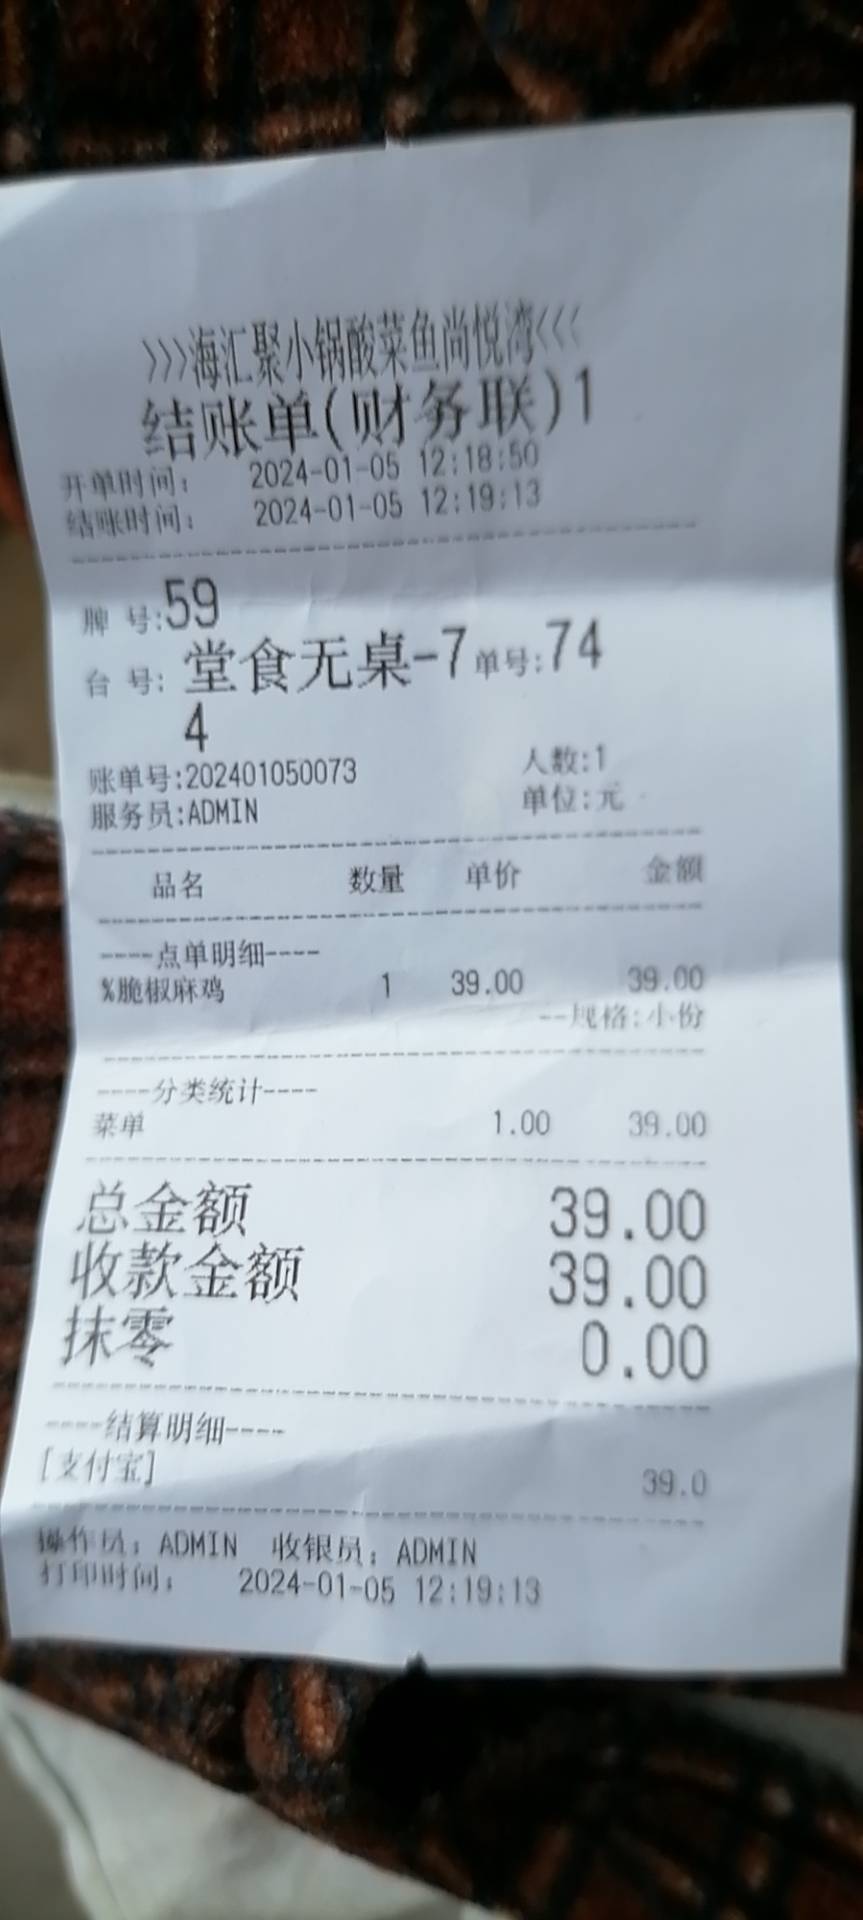 >>>海汇聚小锅酸菜鱼尚悦湾<<<
结账单(财务联)1
开单时间: 2024-01-05 12:18:50
结账时间: 2024-01-05 12:19:13
牌 号:59
台 号: 堂食无桌-7 单号:74
4
账单号:202401050073 人数:1
服务员:ADMIN 单位:元
品名 数量 单价 金额
----点单明细----
%脆椒麻鸡 1 39.00 39.00
--规格:小份
----分类统计----
菜单 1.00 39.00
总金额 39.00
收款金额 39.00
抹零 0.00
----结算明细----
[支付宝] 39.0
操作员: ADMIN 收银员: ADMIN
打印时间: 2024-01-05 12:19:13